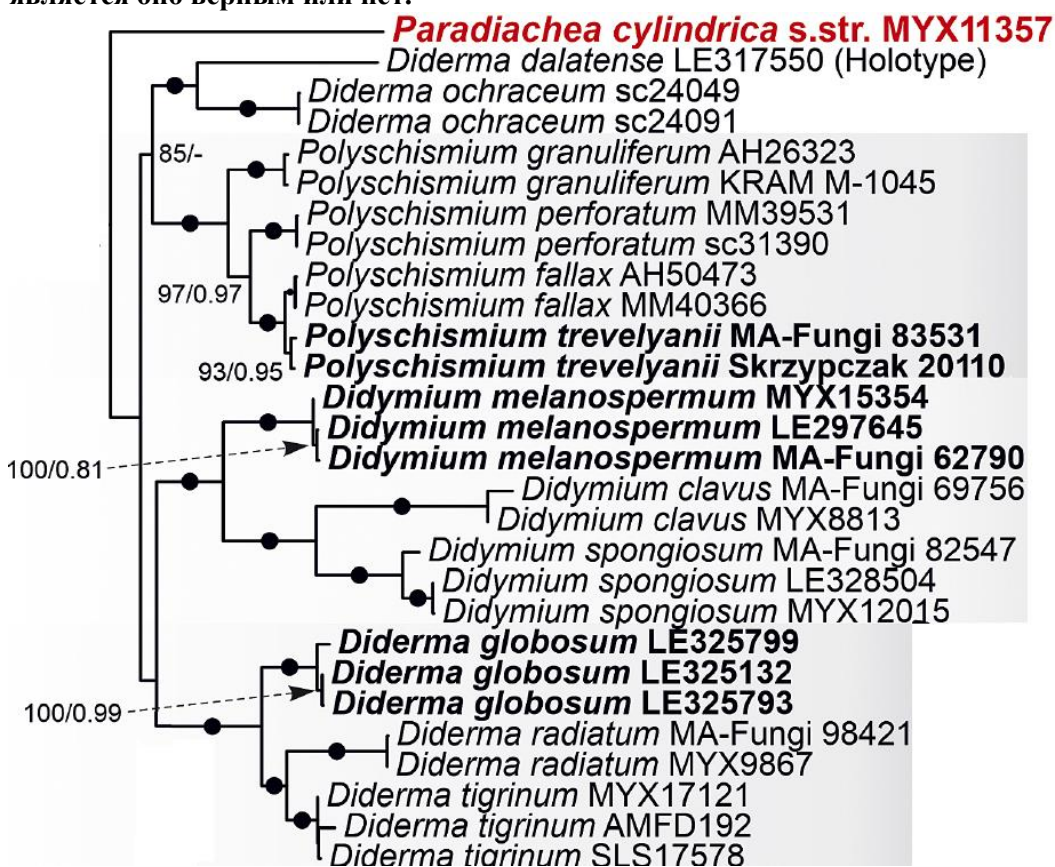 является оно верным или нет:
Paradiachea cylindrica s.str. MYX11357
Diderma dalatense LE317550 (Holotype)
Diderma ochraceum sc24049
Diderma ochraceum sc24091
85/-
Polyschismium granuliferum AH26323
Polyschismium granuliferum KRAM M-1045
Polyschismium perforatum MM39531
Polyschismium perforatum sc31390
Polyschismium fallax AH50473
97/0.97
Polyschismium fallax MM40366
Polyschismium trevelyanii MA-Fungi 83531
Polyschismium trevelyanii Skrzypczak 20110
93/0.95
Didymium melanospermum MYX15354
Didymium melanospermum LE297645
Didymium melanospermum MA-Fungi 62790
100/0.81
Didymium clavus MA-Fungi 69756
Didymium clavus MYX8813
Didymium spongiosum MA-Fungi 82547
Didymium spongiosum LE328504
Didymium spongiosum MYX12015
Diderma globosum LE325799
Diderma globosum LE325132
Diderma globosum LE325793
100/0.99
Diderma radiatum MA-Fungi 98421
Diderma radiatum MYX9867
Diderma tigrinum MYX17121
Diderma tigrinum AMFD192
Diderma tigrinum SLS17578